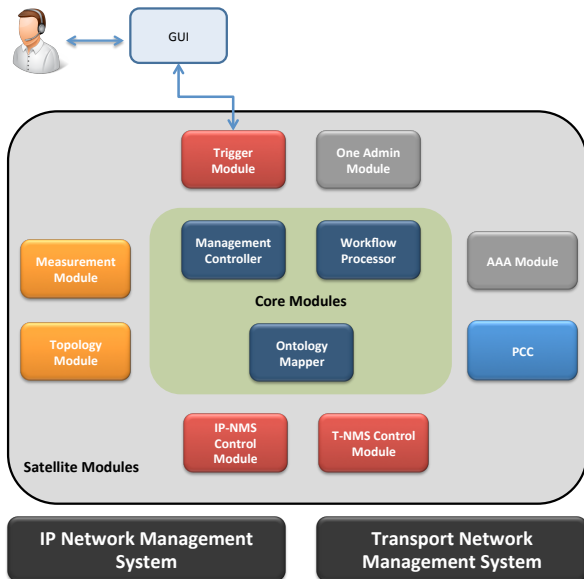 GUI
Trigger
Module
One Admin
Module
Management
Controller
Workflow
Processor
Measurement
Module
AAA Module
Core Modules
Topology
Module
Ontology
Mapper
PCC
IP-NMS
Control
Module
T-NMS Control
Module
Satellite Modules
IP Network Management
System
Transport Network
Management System